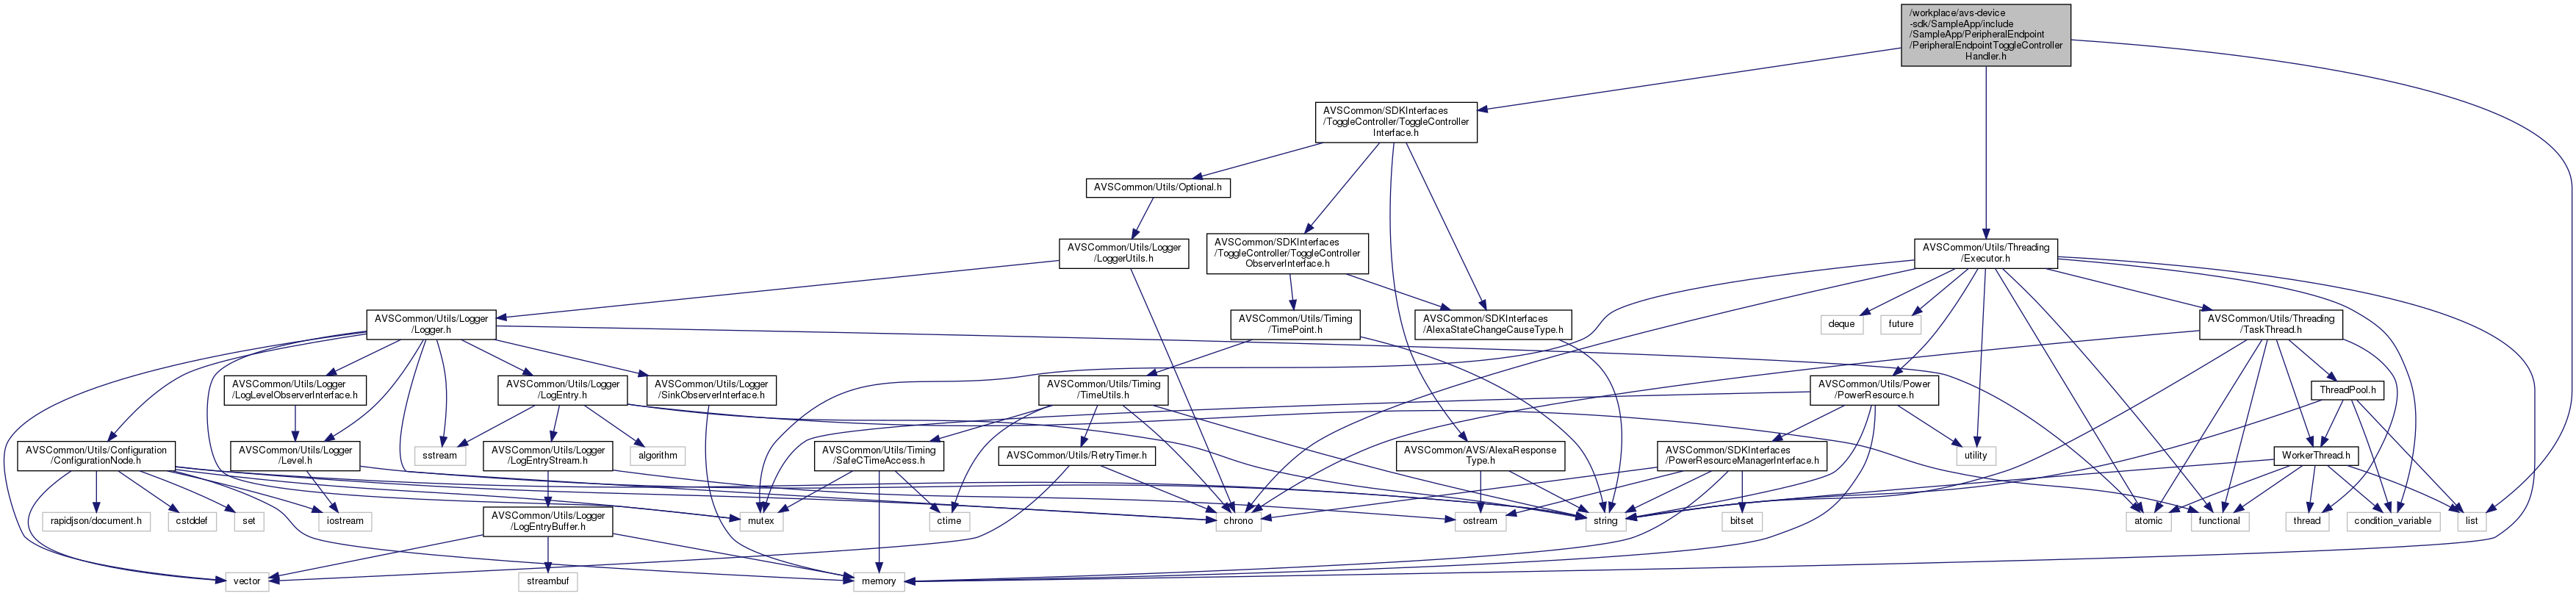 /workplace/avs-device
-sdk/SampleApp/include
/SampleApp/PeripheralEndpoint
/PeripheralEndpointToggleController
Handler.h
AVSCommon/SDKInterfaces
/ToggleController/ToggleController
Interface.h
AVSCommon/Utils/Optional.h
AVSCommon/Utils/Logger
/LoggerUtils.h
AVSCommon/SDKInterfaces
/ToggleController/ToggleController
ObserverInterface.h
AVSCommon/Utils/Threading
/Executor.h
AVSCommon/Utils/Logger
/Logger.h
AVSCommon/Utils/Timing
/TimePoint.h
AVSCommon/SDKInterfaces
/AlexaStateChangeCauseType.h
deque
future
AVSCommon/Utils/Threading
/TaskThread.h
AVSCommon/Utils/Logger
/LogLevelObserverInterface.h
AVSCommon/Utils/Logger
/LogEntry.h
AVSCommon/Utils/Logger
/SinkObserverInterface.h
AVSCommon/Utils/Timing
/TimeUtils.h
AVSCommon/Utils/Power
/PowerResource.h
ThreadPool.h
AVSCommon/Utils/Configuration
/ConfigurationNode.h
AVSCommon/Utils/Logger
/Level.h
sstream
AVSCommon/Utils/Logger
/LogEntryStream.h
algorithm
AVSCommon/Utils/Timing
/SafeCTimeAccess.h
AVSCommon/Utils/RetryTimer.h
AVSCommon/AVS/AlexaResponse
Type.h
AVSCommon/SDKInterfaces
/PowerResourceManagerInterface.h
utility
WorkerThread.h
rapidjson/document.h
cstddef
set
iostream
AVSCommon/Utils/Logger
/LogEntryBuffer.h
mutex
ctime
chrono
ostream
string
bitset
atomic
functional
thread
condition_variable
list
vector
streambuf
memory